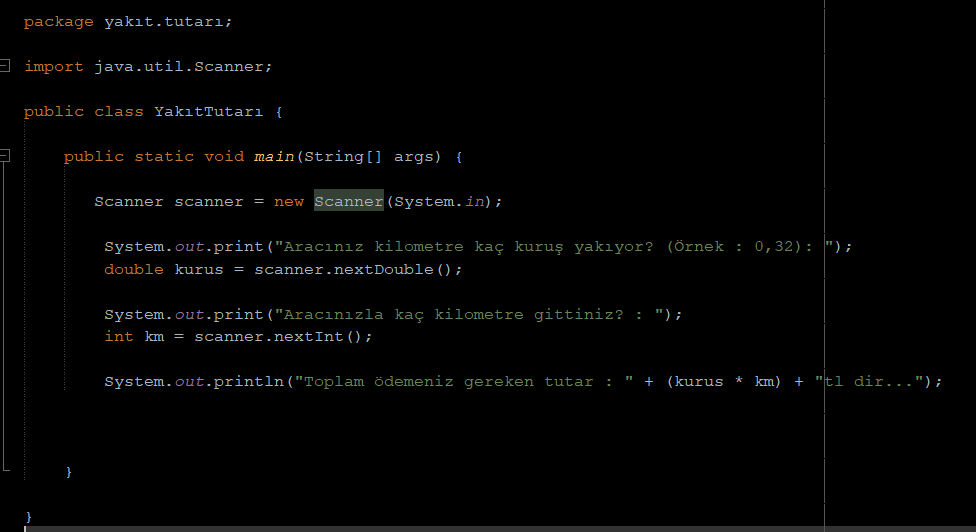 package yakıt.tutarı;
import java.util.Scanner;
public class YakıtTutarı {
public static void main(String[] args) {
Scanner scanner = new Scanner(System.in);
System.out.print("Aracınız kilometre kaç kuruş yakıyor? (Örnek : 0,32): ");
double kurus = scanner.nextDouble();
System.out.print("Aracınızla kaç kilometre gittiniz? : ");
int km = scanner.nextInt();
System.out.println("Toplam ödemeniz gereken tutar : " + (kurus * km) + "tl dir...");
}
}